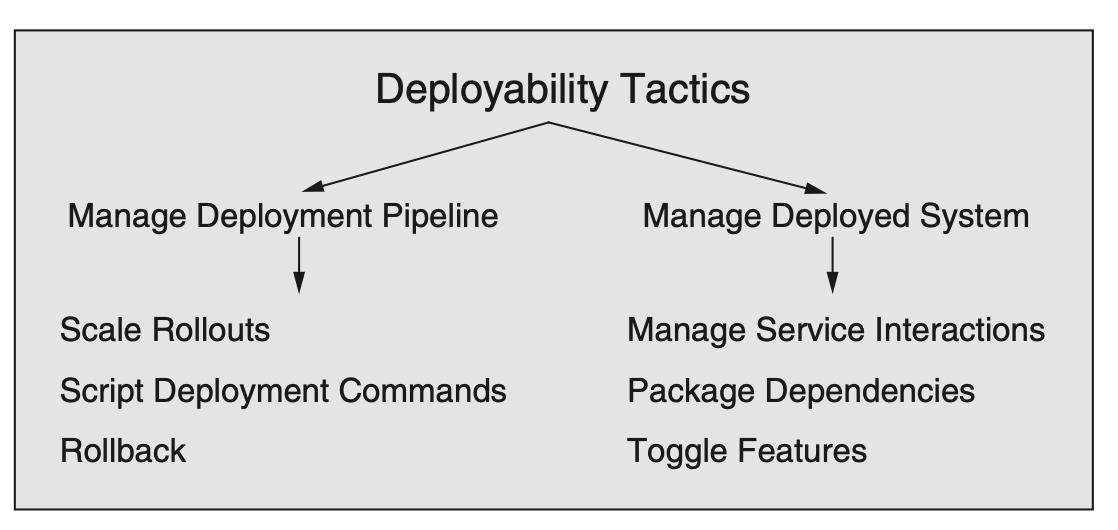 Deployability Tactics
Manage Deployment Pipeline
Manage Deployed System
Scale Rollouts
Script Deployment Commands
Rollback
Manage Service Interactions
Package Dependencies
Toggle Features